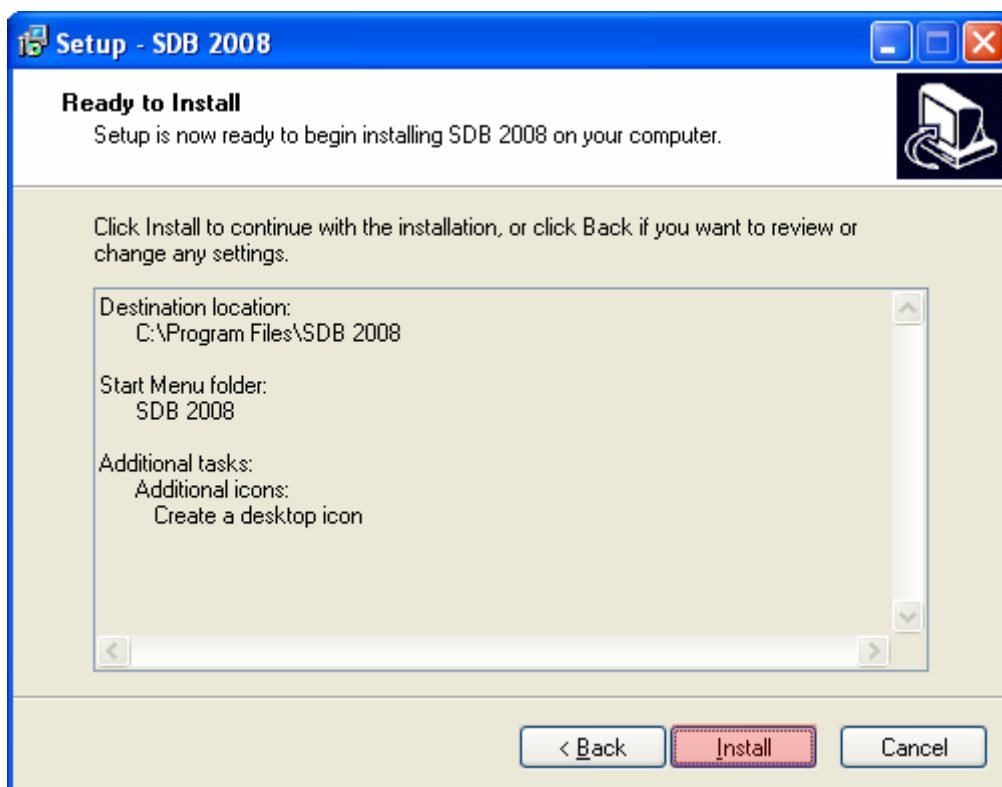 Setup - SDB 2008
Ready to Install
Setup is now ready to begin installing SDB 2008 on your computer.
Click Install to continue with the installation, or click Back if you want to review or
change any settings.
Destination location:
C:\Program Files\SDB 2008
Start Menu folder:
SDB 2008
Additional tasks:
Additional icons:
Create a desktop icon
< Back
Install
Cancel